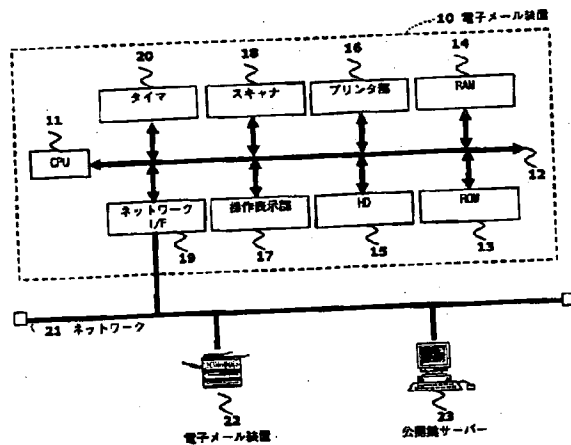 10 電子メール装置
20
18
16
14
タイマ
スキャナ
プリンタ部
RAM
11
CPU
12
ネットワーク
I/F
操作表示部
HD
ROM
19
17
15
13
21 ネットワーク
22
電子メール装置
23
公開鍵サーバー